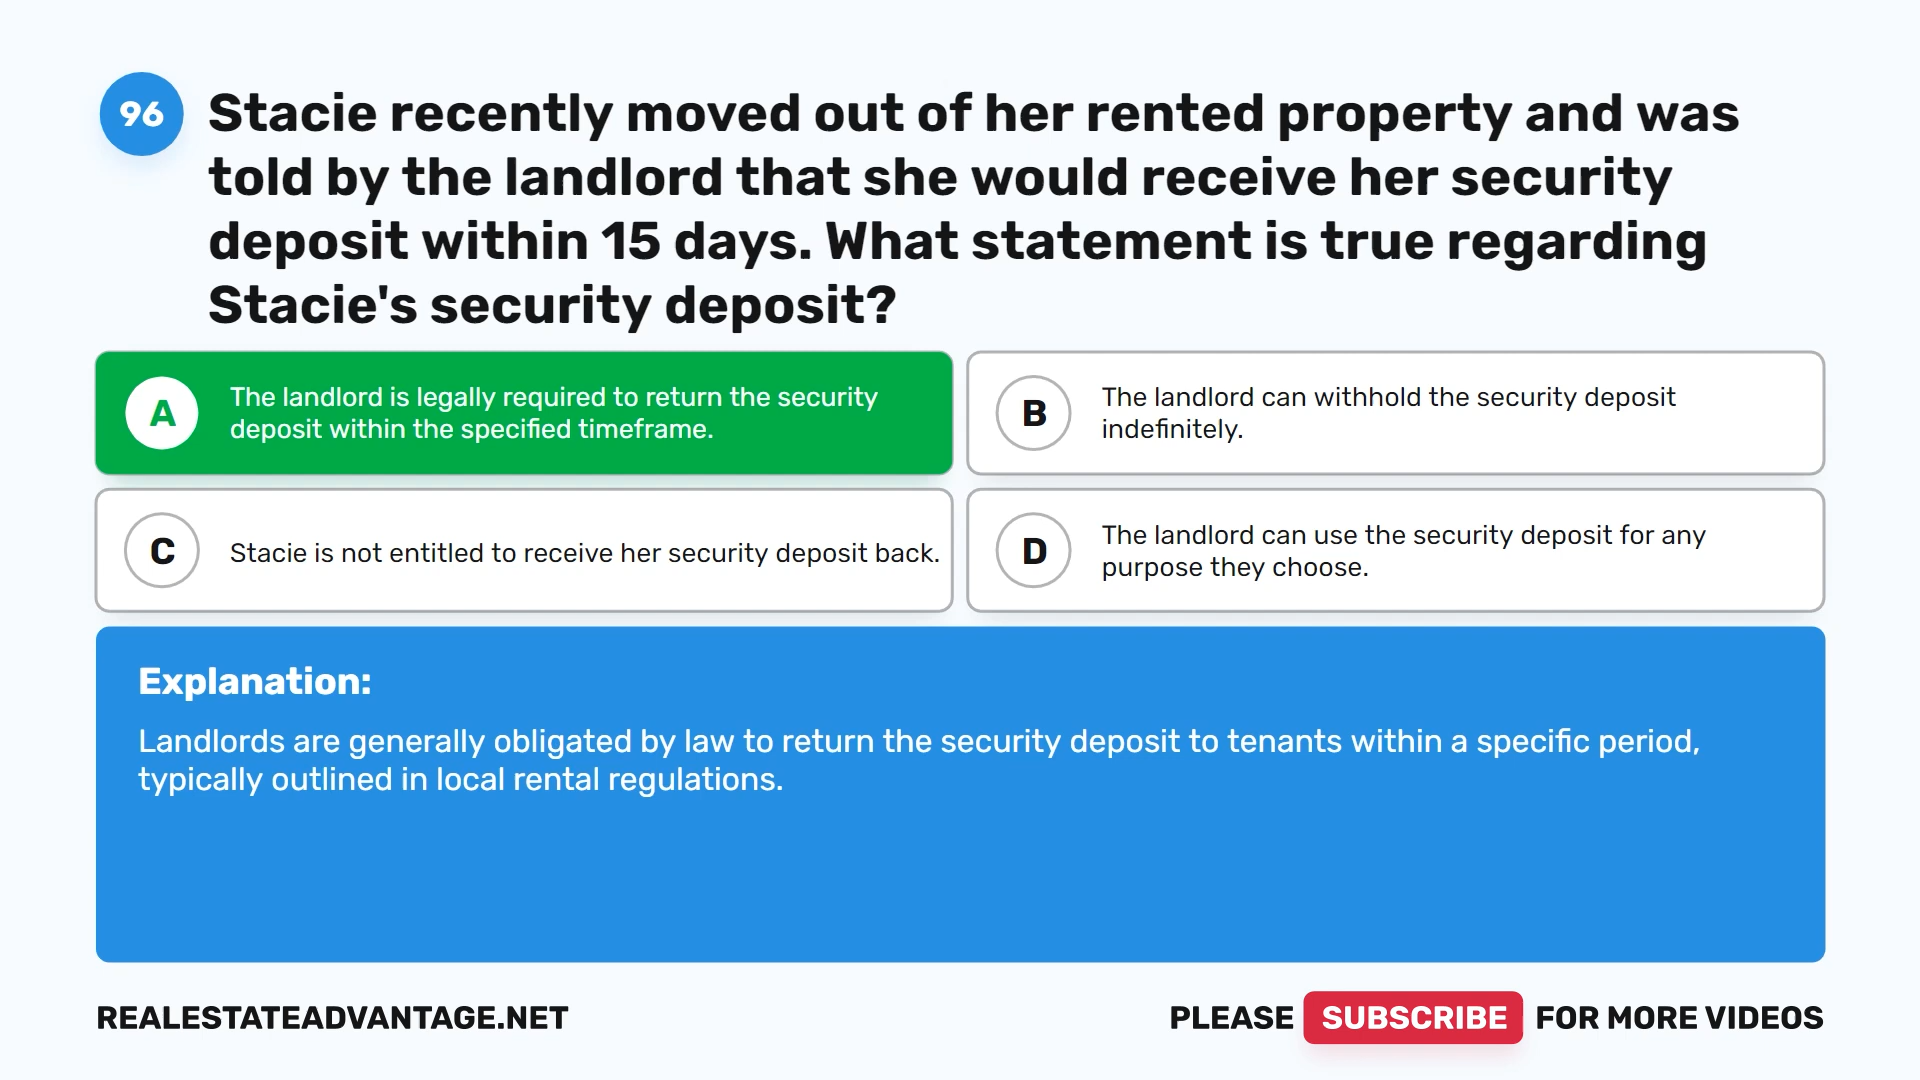 96
Stacie recently moved out of her rented property and was
told by the landlord that she would receive her security
deposit within 15 days. What statement is true regarding
Stacie's security deposit?
A
The landlord is legally required to return the security
deposit within the specified timeframe.
B
The landlord can withhold the security deposit
indefinitely.
C
Stacie is not entitled to receive her security deposit back.
D
The landlord can use the security deposit for any
purpose they choose.
Explanation:
Landlords are generally obligated by law to return the security deposit to tenants within a specific period,
typically outlined in local rental regulations.
REALESTATEADVANTAGE.NET
PLEASE SUBSCRIBE FOR MORE VIDEOS